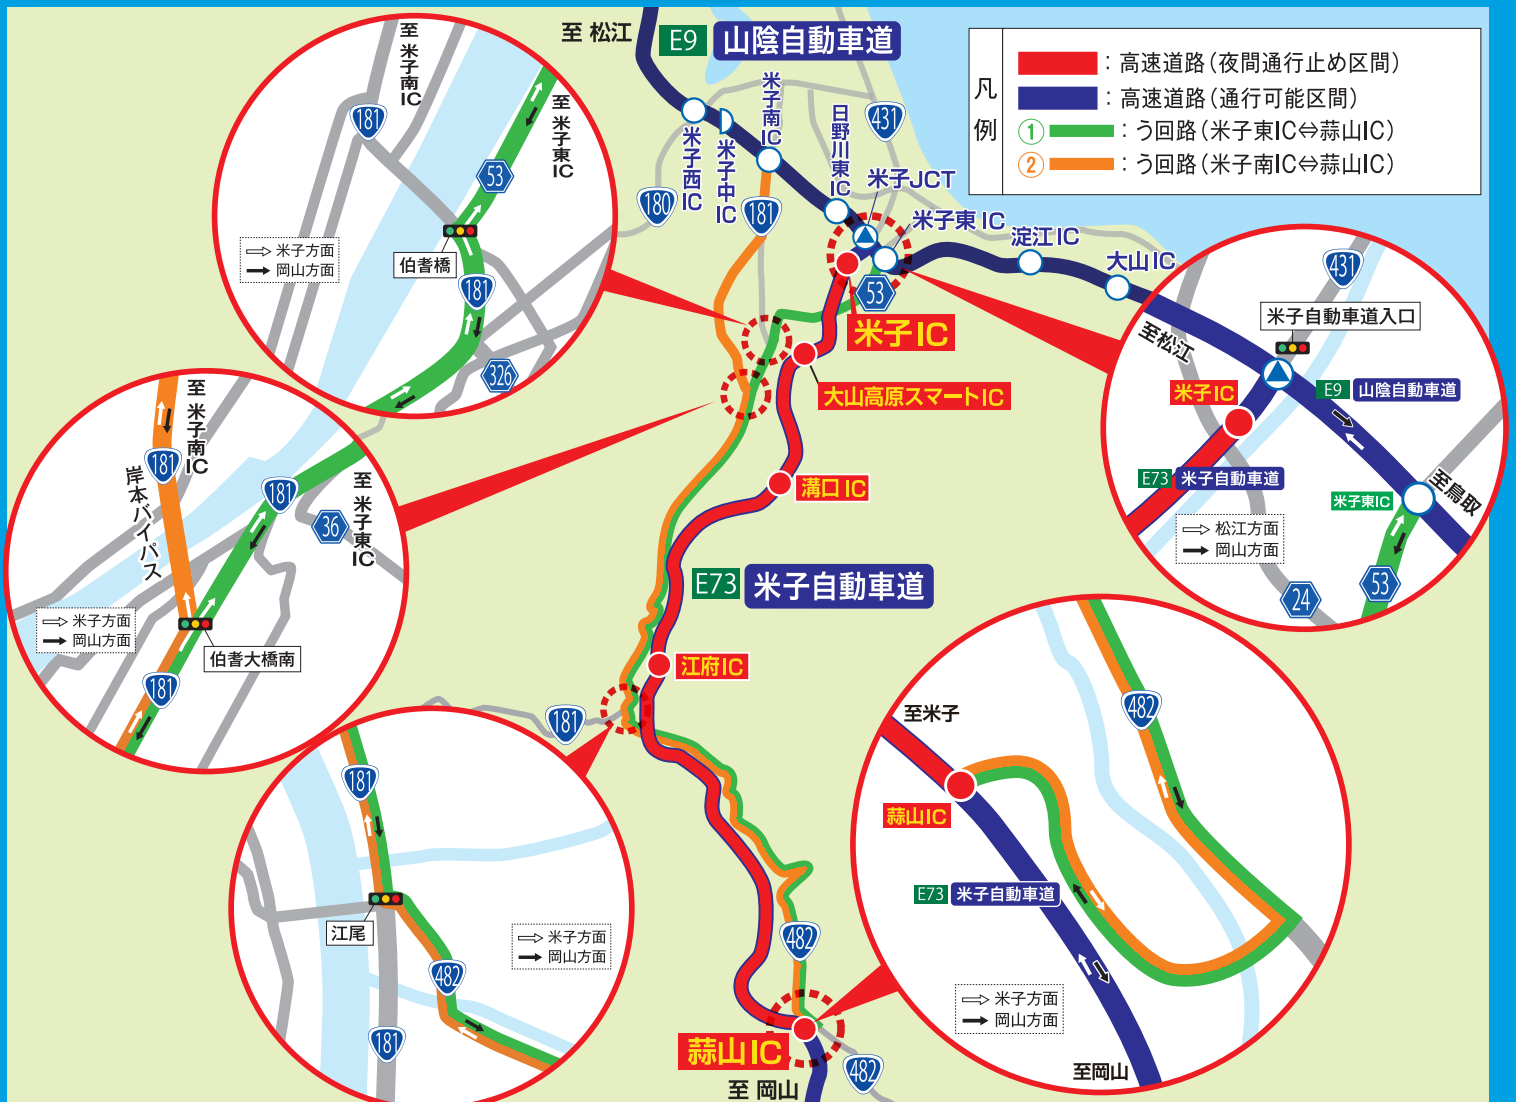 至 松江
E9 山陰自動車道
凡例
：高速道路（夜間通行止め区間）
：高速道路（通行可能区間）
①：う回路（米子東IC⇔蒜山IC）
②：う回路（米子南IC⇔蒜山IC）
米子西IC
米子中IC
米子南IC
日野川東IC
米子JCT
米子東IC
淀江IC
大山IC
431
180
181
53
米子IC
大山高原スマートIC
溝口IC
E73 米子自動車道
江府IC
181
482
蒜山IC
至 岡山
482
至 米子南IC
181
至 米子東IC
53
米子方面
岡山方面
伯耆橋
181
326
至 米子南IC
181
岸本バイパス
181
至 米子東IC
36
米子方面
岡山方面
伯耆大橋南
181
181
江尾
米子方面
岡山方面
482
181
431
米子自動車道入口
至松江
米子IC
E9 山陰自動車道
E73 米子自動車道
米子東IC
至鳥取
松江方面
岡山方面
24
53
482
至米子
蒜山IC
E73 米子自動車道
米子方面
岡山方面
至岡山